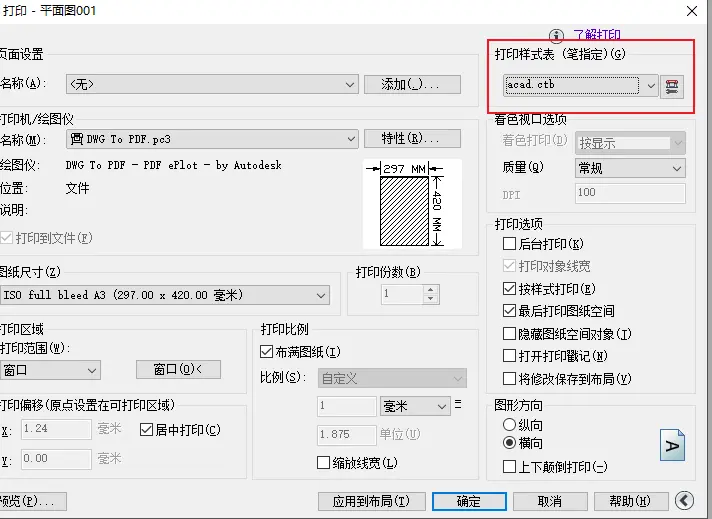 打印 - 平面图001
了解打印
页面设置
名称(A):
<无>
添加(.)...
打印样式表 (笔指定)(G)
acad.ctb
打印机/绘图仪
名称(M):
DWG To PDF.pc3
特性(R)...
绘图仪:
DWG To PDF - PDF ePlot - by Autodesk
位置:
文件
说明:
打印到文件(F)
297 MM
420 MM
着色视口选项
着色打印(D)
按显示
质量(Q)
常规
DPI
100
图纸尺寸(Z)
ISO full bleed A3 (297.00 x 420.00 毫米)
打印份数(B)
1
打印选项
后台打印(K)
打印对象线宽
按样式打印(E)
最后打印图纸空间
隐藏图纸空间对象(T)
打开打印戳记(N)
将修改保存到布局(V)
打印区域
打印范围(W):
窗口
窗口(O)<
打印比例
布满图纸(I)
比例(S):
自定义
1
毫米
=
1.875
单位(U)
缩放线宽(L)
打印偏移(原点设置在可打印区域)
X:
1.24
毫米
居中打印(C)
Y:
0.00
毫米
图形方向
纵向
横向
上下颠倒打印(-)
A
预览(P)...
应用到布局(T)
确定
取消
帮助(H)